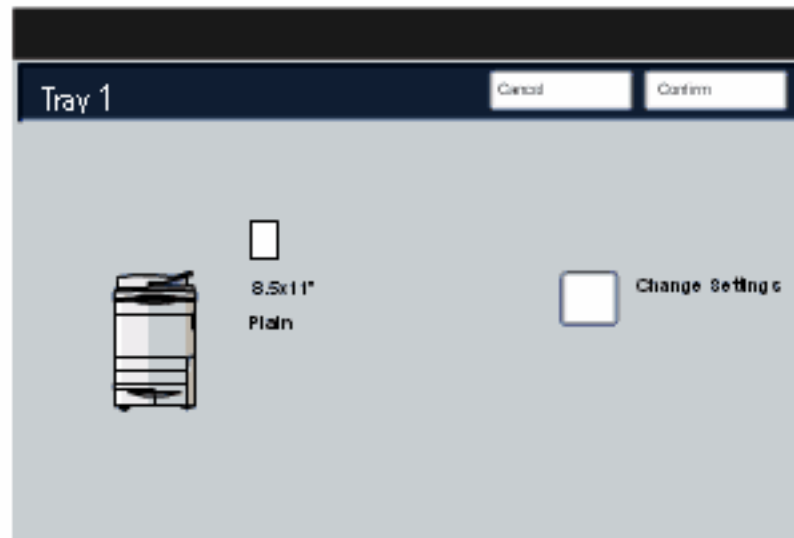 Tray 1
Cancel
Confirm
8.5x11"
Plain
Change Settings